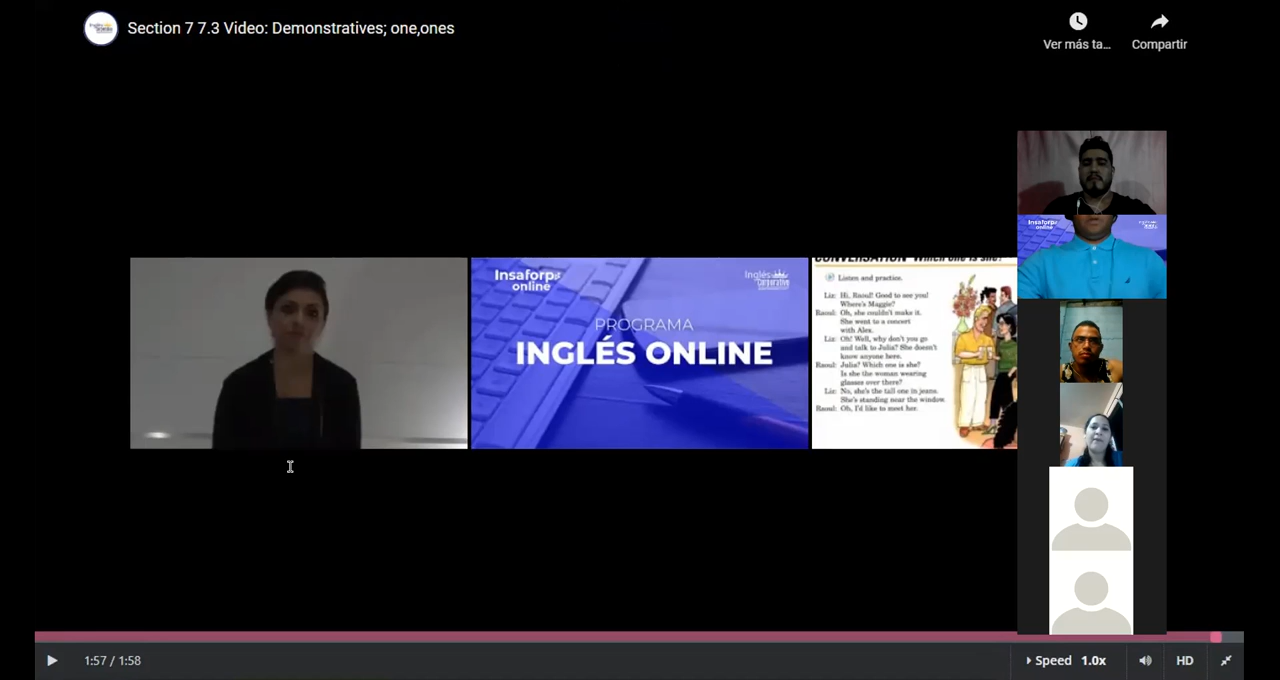 Section 7 7.3 Video: Demonstratives; one,ones
Ver más ta...
Compartir
Insaforp
online
Inglés
Corporativo
PROGRAMA
INGLÉS ONLINE
CONVERSATION Which one is she?
Listen and practice.
Liz: Hi, Raoul! Good to see you!
Where's Maggie?
Raoul: Oh, she couldn't make it.
She went to a concert
with Alex.
Liz: Oh! Well, why don't you go
and talk to Julia? She doesn't
know anyone here.
Raoul: Julia? Which one is she?
Is she the woman wearing
glasses over there?
Liz: No, she's the tall one in jeans.
She's standing near the window.
Raoul: Oh, I'd like to meet her.
Insaforp
online
1:57 / 1:58
Speed 1.0x
HD